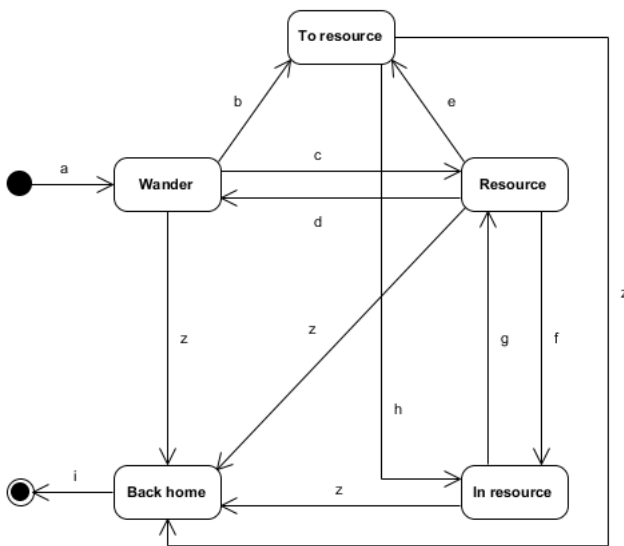 To resource
b
e
a
c
Wander
Resource
d
z
z
z
g
f
h
i
Back home
z
In resource